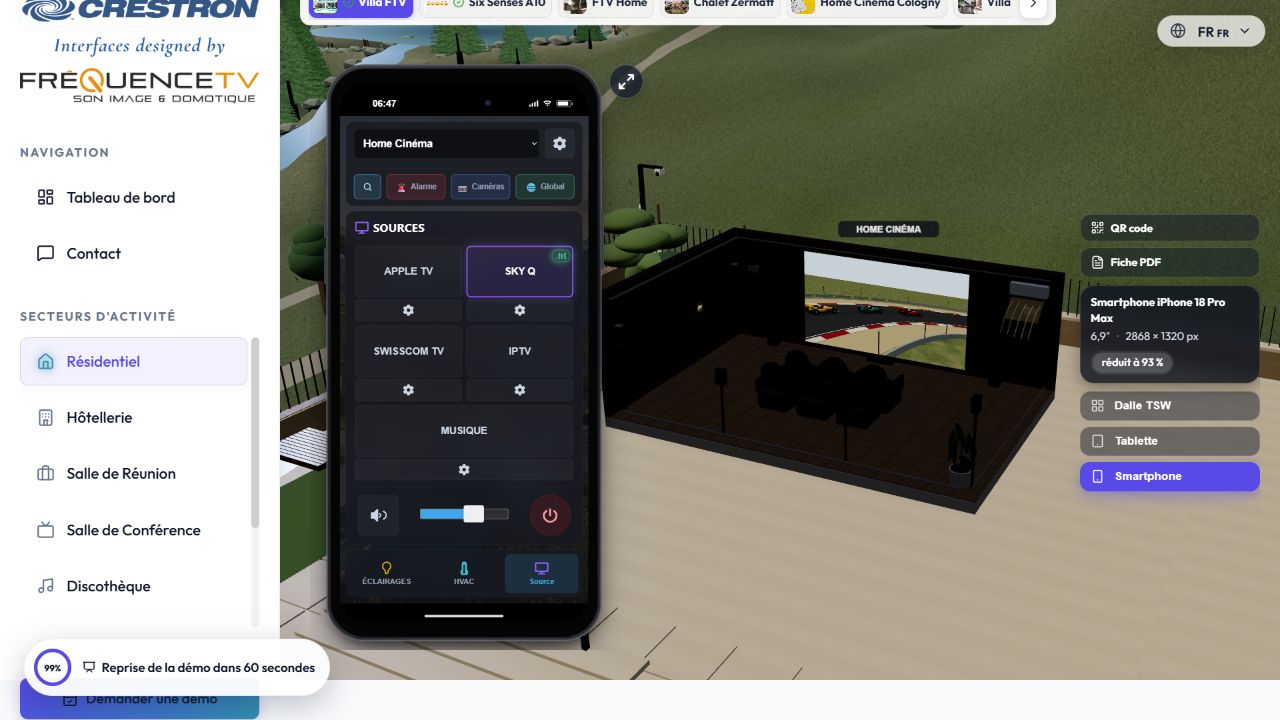 CRESTRON
Interfaces designed by
FRÉQUENCETV
SON IMAGE & DOMOTIQUE
NAVIGATION
Tableau de bord
Contact
SECTEURS D'ACTIVITÉ
Résidentiel
Hôtellerie
Salle de Réunion
Salle de Conférence
Discothèque
99%
Reprise de la démo dans 60 secondes
Demander une démo
Villa FTV
Six Senses A10
FTV Home
Chalet Zermatt
Home Cinema Cologny
Villa
FR FR
06:47
Home Cinéma
Alarme
Caméras
Global
SOURCES
APPLE TV
SKY Q
SWISSCOM TV
IPTV
MUSIQUE
ÉCLAIRAGES
HVAC
Source
HOME CINÉMA
QR code
Fiche PDF
Smartphone iPhone 18 Pro
Max
6,9" · 2868 × 1320 px
réduit à 93 %
Dalle TSW
Tablette
Smartphone